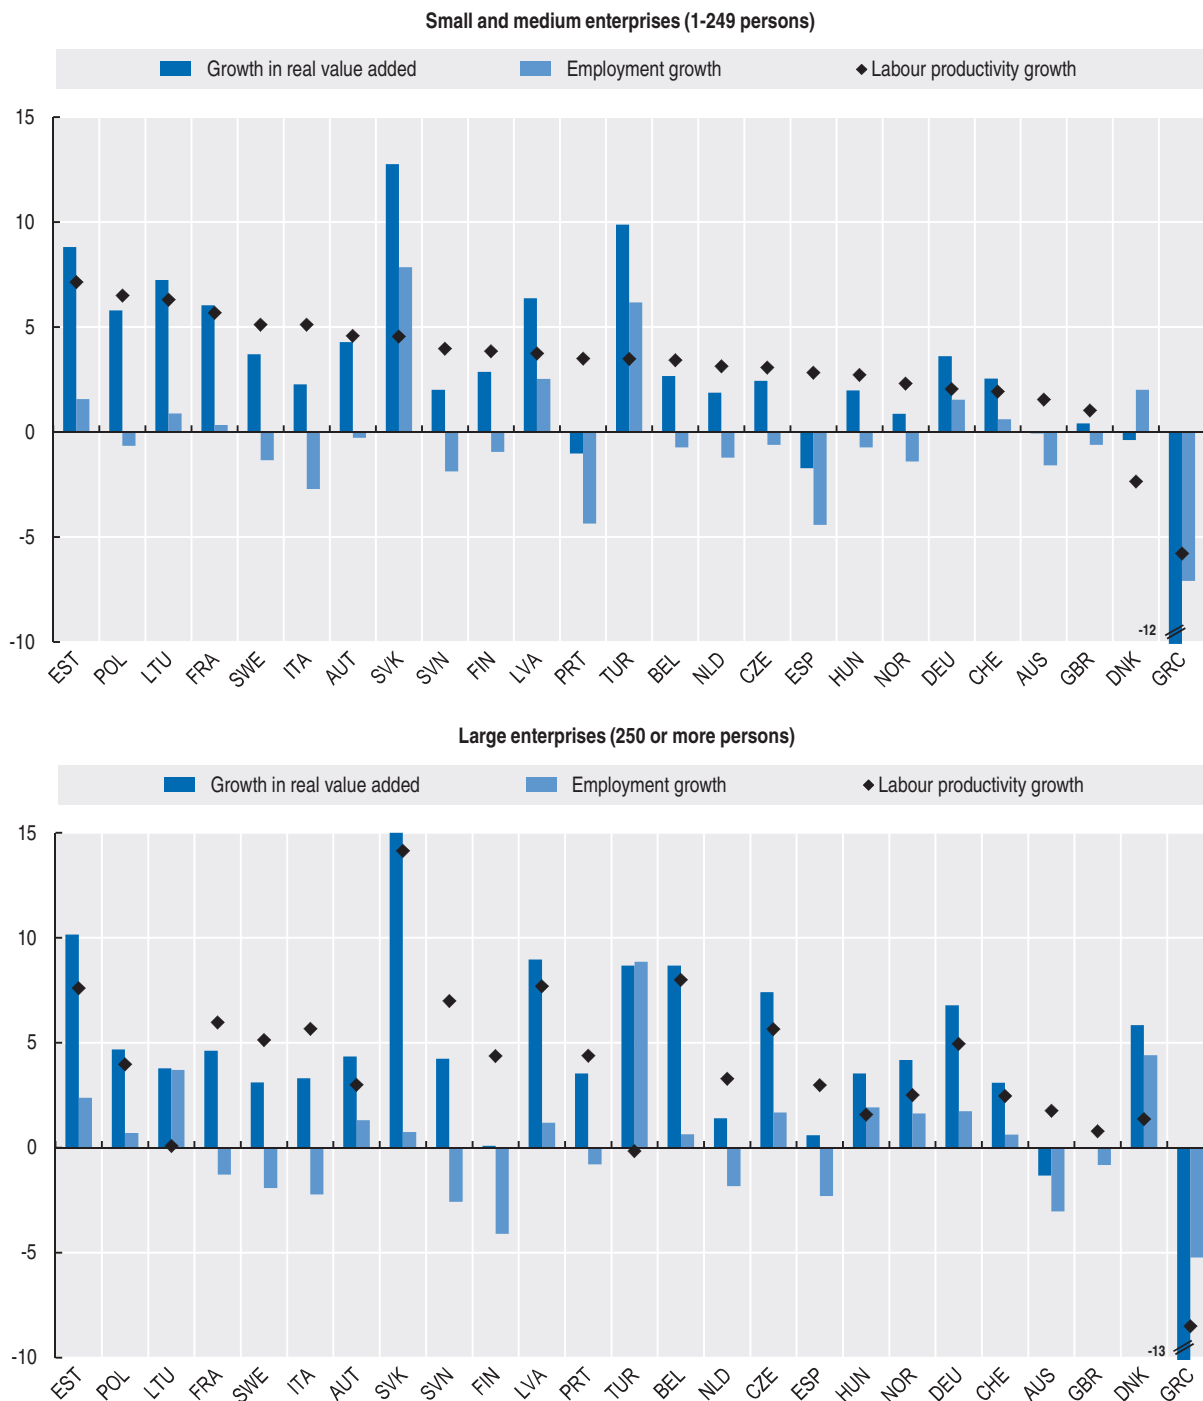 Small and medium enterprises (1-249 persons)
Growth in real value added Employment growth Labour productivity growth
15
10
5
0
-5
-10
-12
EST POL LTU FRA SWE ITA AUT SVK SVN FIN LVA PRT TUR BEL NLD CZE ESP HUN NOR DEU CHE AUS GBR DNK GRC
Large enterprises (250 or more persons)
Growth in real value added Employment growth Labour productivity growth
15
10
5
0
-5
-10
-13
EST POL LTU FRA SWE ITA AUT SVK SVN FIN LVA PRT TUR BEL NLD CZE ESP HUN NOR DEU CHE AUS GBR DNK GRC